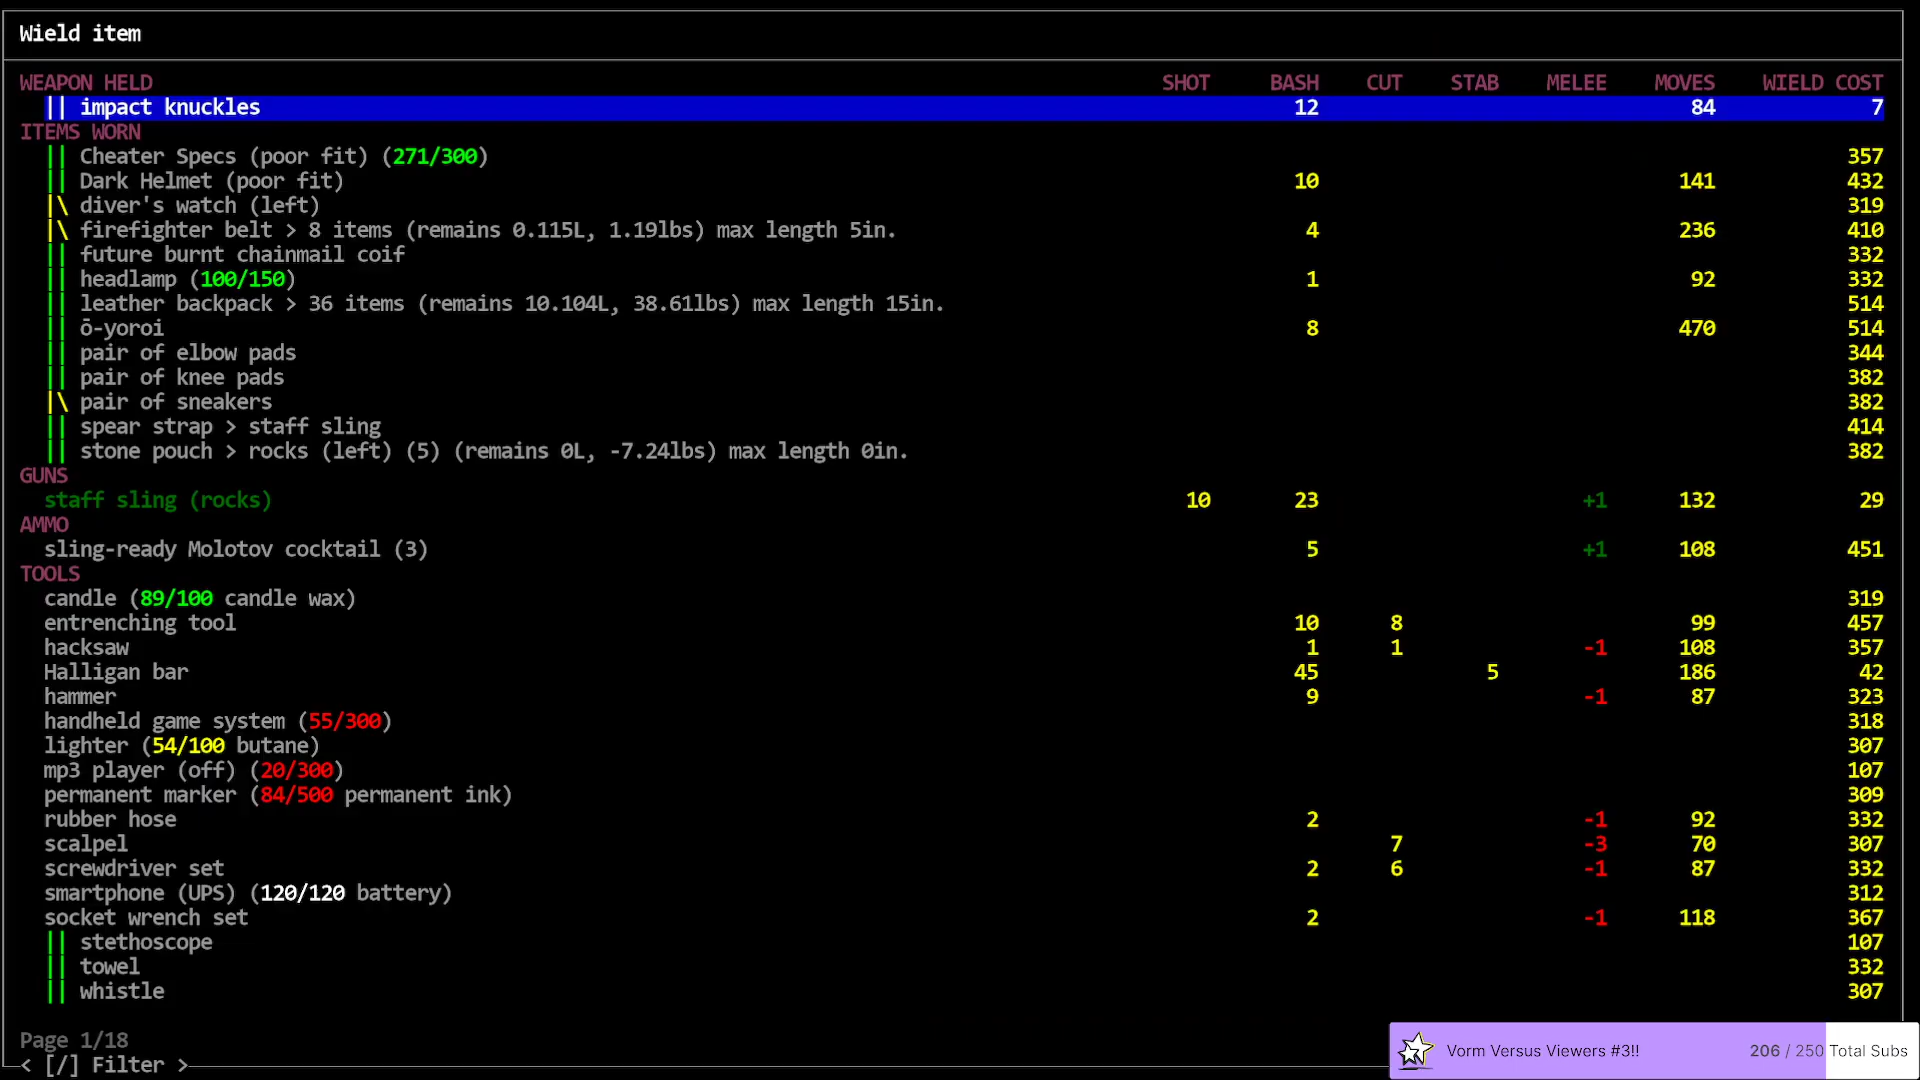 Wield item
WEAPON HELD SHOT BASH CUT STAB MELEE MOVES WIELD COST
|| impact knuckles 12 84 7
ITEMS WORN
|| Cheater Specs (poor fit) (271/300) 357
|| Dark Helmet (poor fit) 10 141 432
|\ diver's watch (left) 319
|\ firefighter belt > 8 items (remains 0.115L, 1.19lbs) max length 5in. 4 236 410
|| future burnt chainmail coif 332
|| headlamp (100/150) 1 92 332
|| leather backpack > 36 items (remains 10.104L, 38.61lbs) max length 15in. 514
|| ō-yoroi 8 470 514
|| pair of elbow pads 344
|| pair of knee pads 382
|\ pair of sneakers 382
|| spear strap > staff sling 414
|| stone pouch > rocks (left) (5) (remains 0L, -7.24lbs) max length 0in. 382
GUNS
staff sling (rocks) 10 23 +1 132 29
AMMO
sling-ready Molotov cocktail (3) 5 +1 108 451
TOOLS
candle (89/100 candle wax) 319
entrenching tool 10 8 99 457
hacksaw 1 1 -1 108 357
Halligan bar 45 5 186 42
hammer 9 -1 87 323
handheld game system (55/300) 318
lighter (54/100 butane) 307
mp3 player (off) (20/300) 107
permanent marker (84/500 permanent ink) 309
rubber hose 2 -1 92 332
scalpel 7 -3 70 307
screwdriver set 2 6 -1 87 332
smartphone (UPS) (120/120 battery) 312
socket wrench set 2 -1 118 367
|| stethoscope 107
|| towel 332
|| whistle 307
Page 1/18
< [/] Filter >
Vorm Versus Viewers #3!! 206 / 250 Total Subs